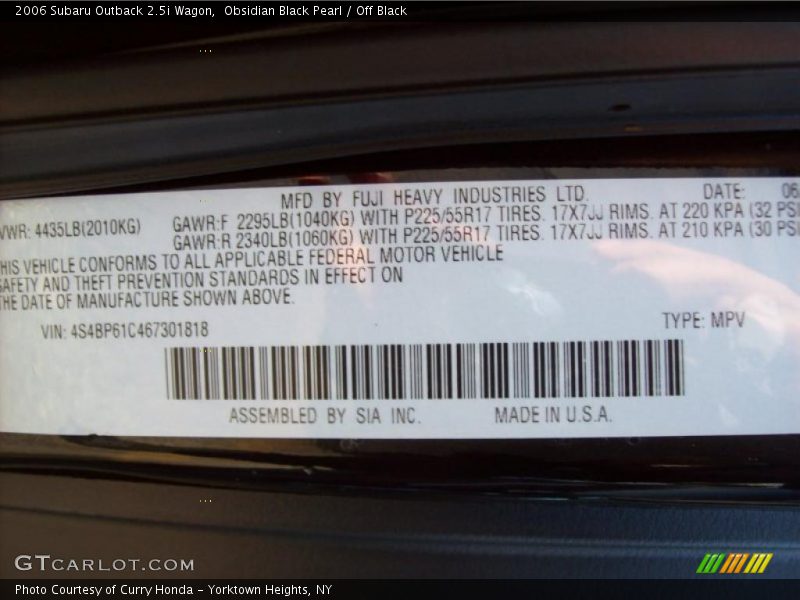 2006 Subaru Outback 2.5i Wagon,  Obsidian Black Pearl / Off Black
MFD BY FUJI HEAVY INDUSTRIES LTD. DATE: 06
VWR: 4435LB(2010KG) GAWR:F 2295LB(1040KG) WITH P225/55R17 TIRES. 17X7JJ RIMS. AT 220 KPA (32 PSI
GAWR:R 2340LB(1060KG) WITH P225/55R17 TIRES. 17X7JJ RIMS. AT 210 KPA (30 PSI
HIS VEHICLE CONFORMS TO ALL APPLICABLE FEDERAL MOTOR VEHICLE
SAFETY AND THEFT PREVENTION STANDARDS IN EFFECT ON
THE DATE OF MANUFACTURE SHOWN ABOVE.
VIN: 4S4BP61C467301818 TYPE: MPV
ASSEMBLED BY SIA INC. MADE IN U.S.A.
GTCARLOT.COM
Photo Courtesy of Curry Honda - Yorktown Heights, NY